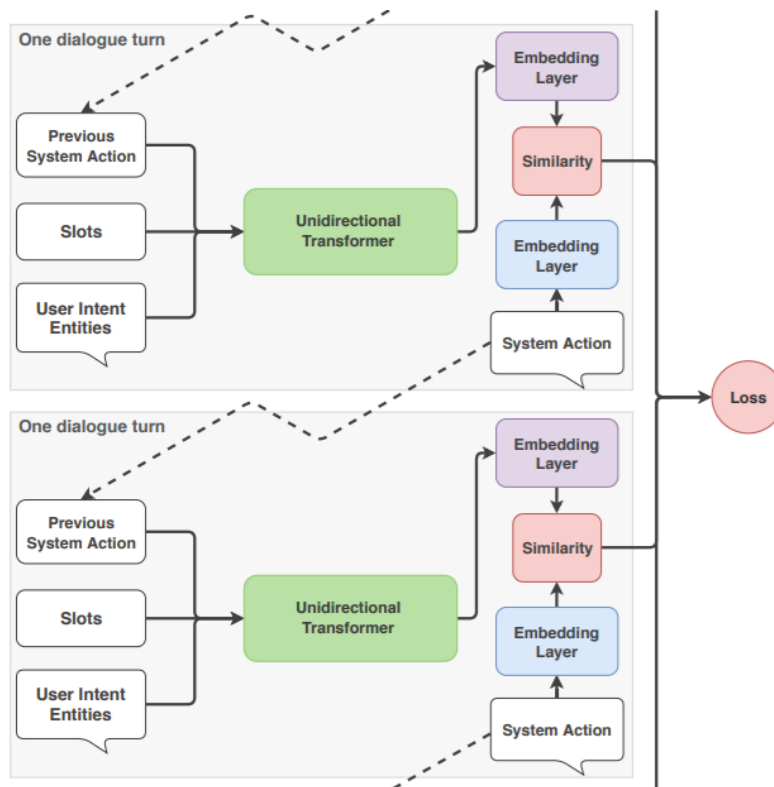 One dialogue turn
Embedding
Layer
Previous
System Action
Similarity
Slots
Unidirectional
Transformer
Embedding
Layer
User Intent
Entities
System Action
Loss
One dialogue turn
Embedding
Layer
Previous
System Action
Similarity
Slots
Unidirectional
Transformer
Embedding
Layer
User Intent
Entities
System Action